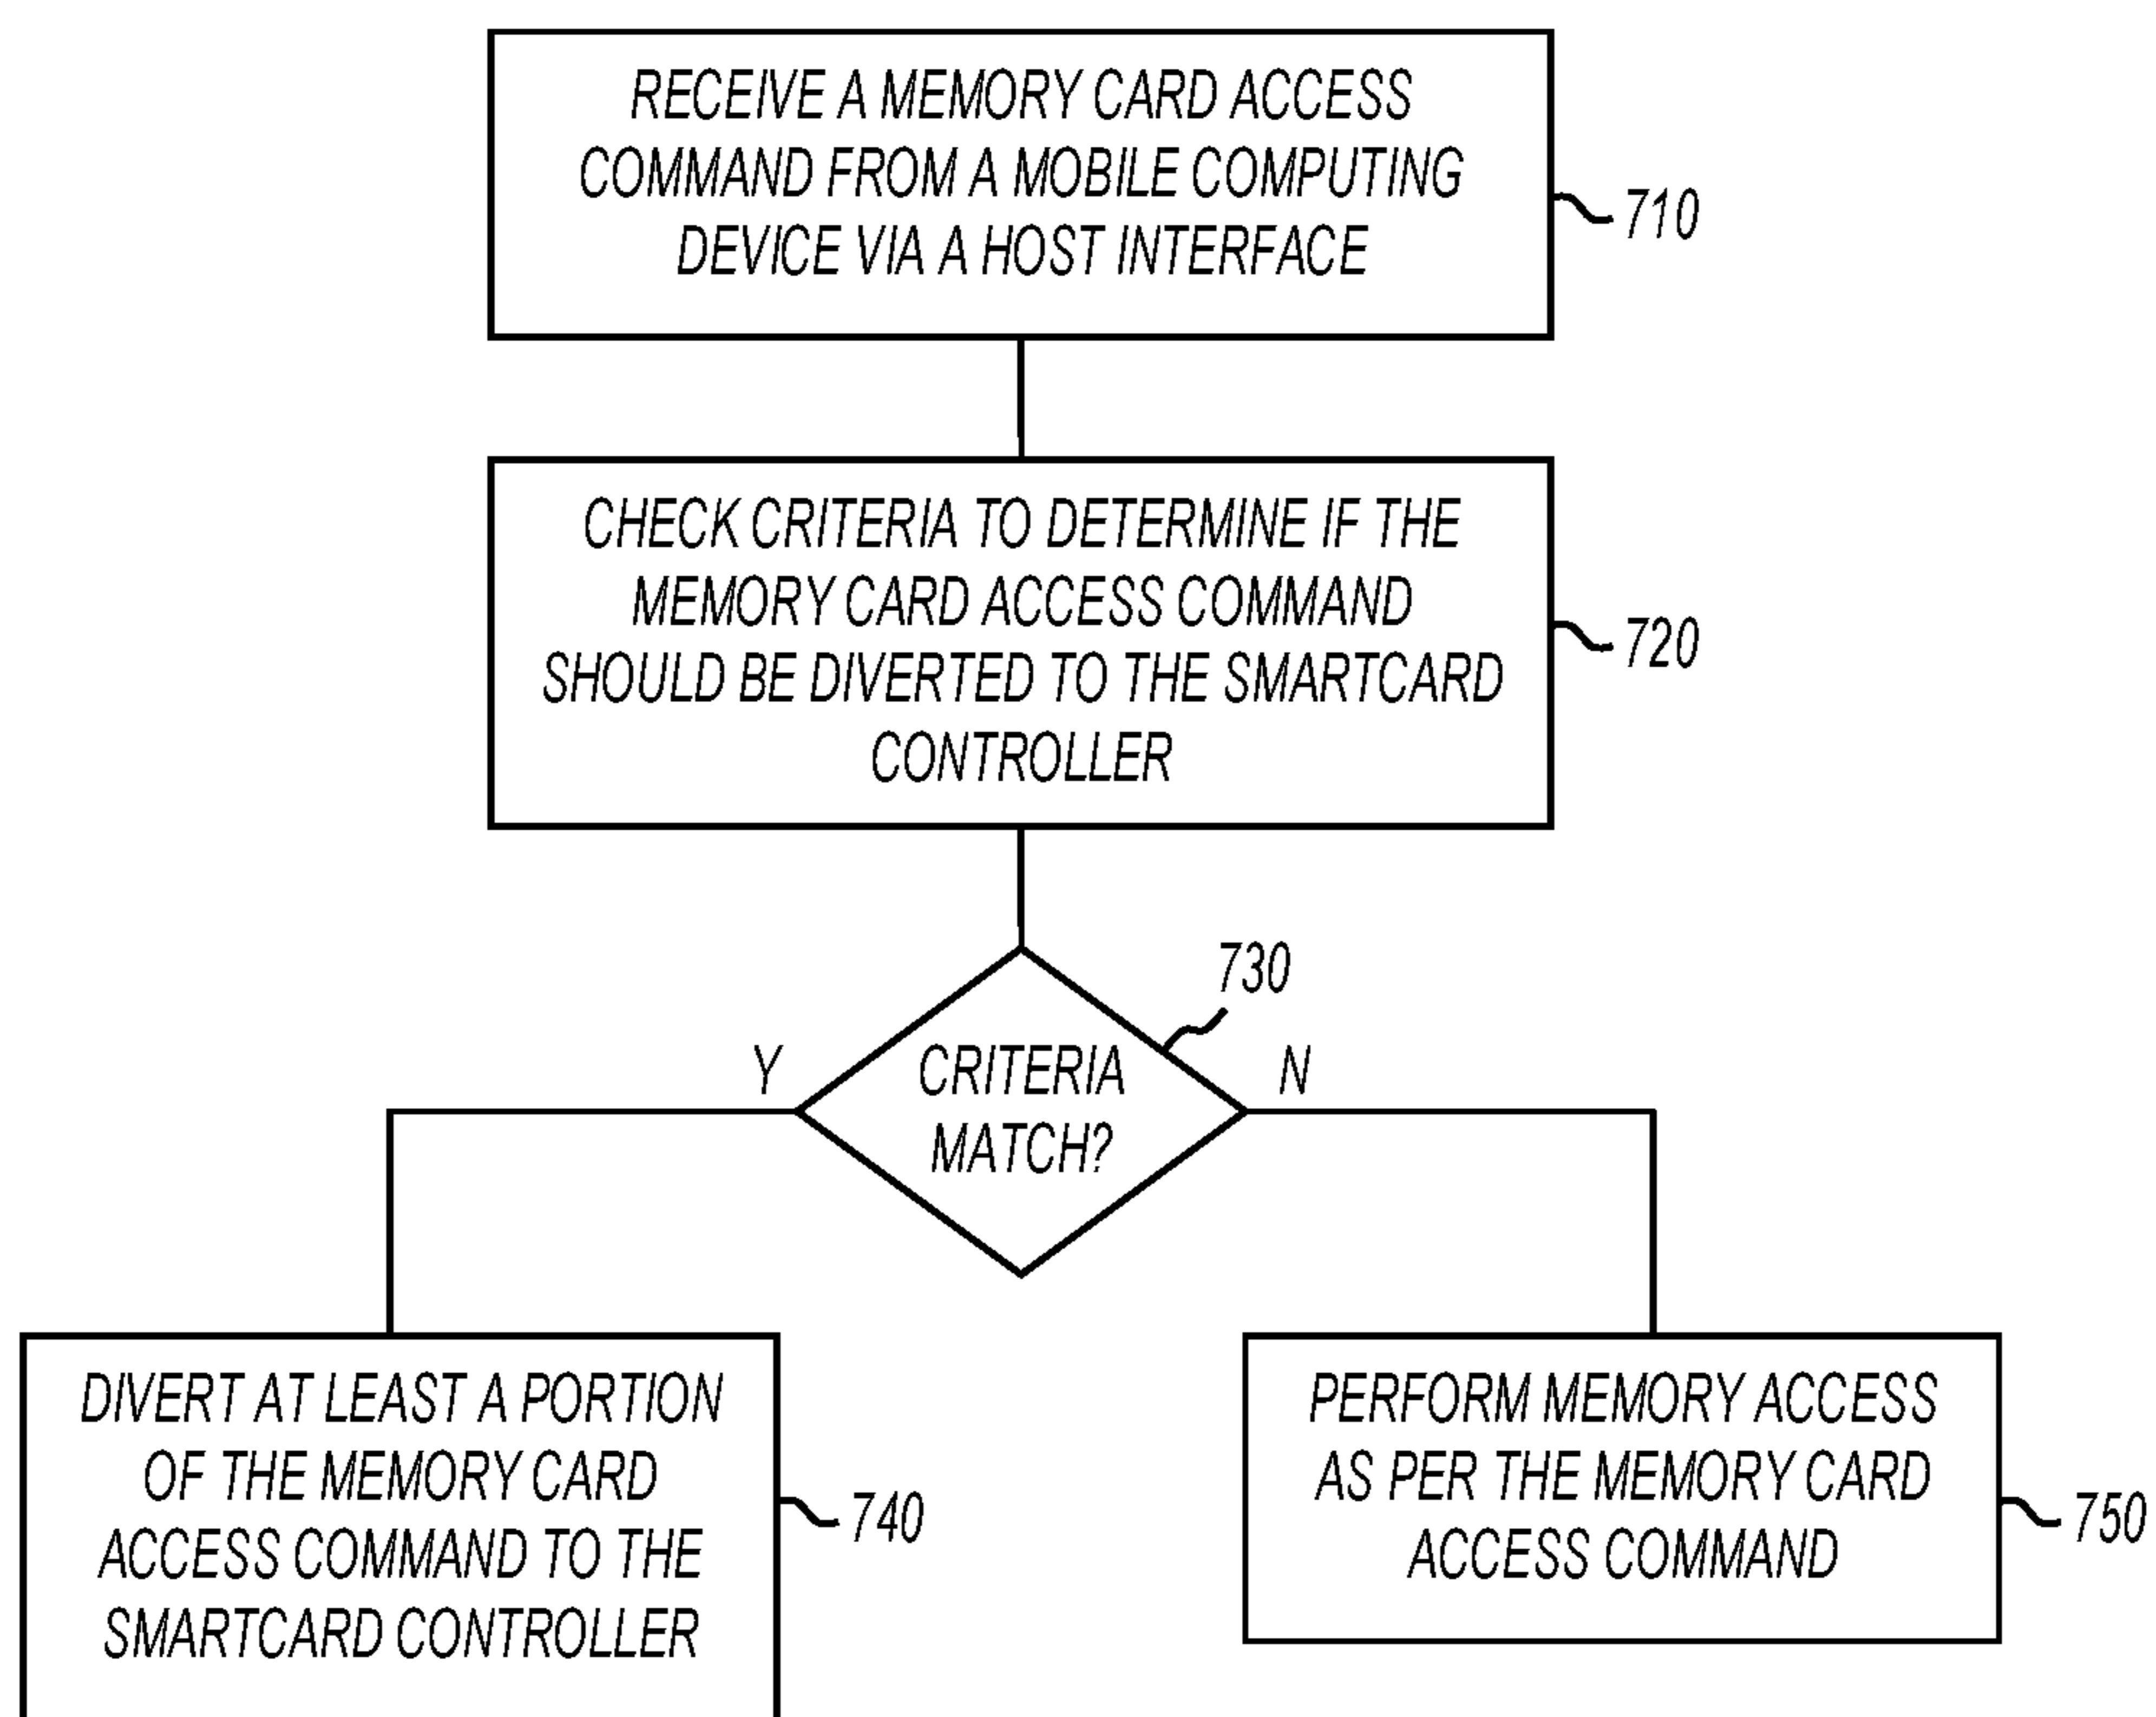 RECEIVE A MEMORY CARD ACCESS
COMMAND FROM A MOBILE COMPUTING
DEVICE VIA A HOST INTERFACE
710
CHECK CRITERIA TO DETERMINE IF THE
MEMORY CARD ACCESS COMMAND
SHOULD BE DIVERTED TO THE SMARTCARD
CONTROLLER
720
730
Y
CRITERIA
MATCH?
N
DIVERT AT LEAST A PORTION
OF THE MEMORY CARD
ACCESS COMMAND TO THE
SMARTCARD CONTROLLER
740
PERFORM MEMORY ACCESS
AS PER THE MEMORY CARD
ACCESS COMMAND
750